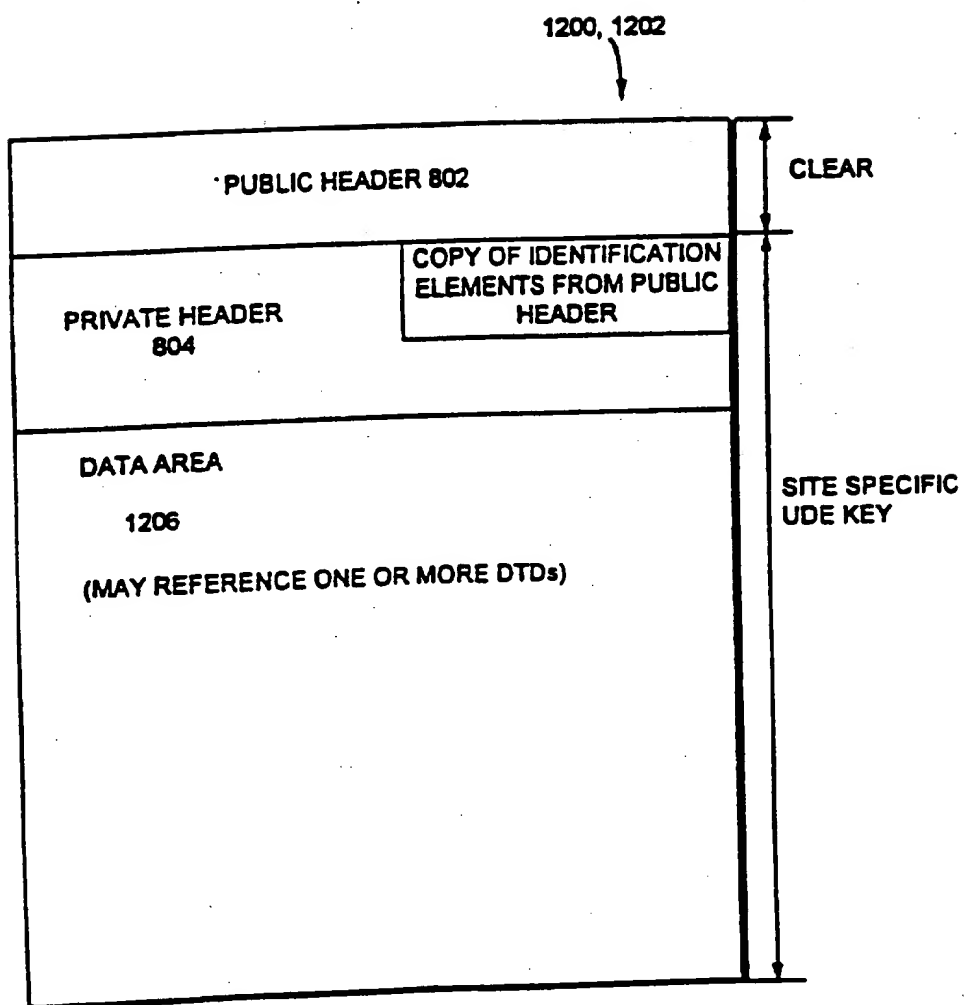 1200, 1202
PUBLIC HEADER 802
CLEAR
COPY OF IDENTIFICATION
ELEMENTS FROM PUBLIC
HEADER
PRIVATE HEADER
804
DATA AREA
1206
(MAY REFERENCE ONE OR MORE DTDs)
SITE SPECIFIC
UDE KEY